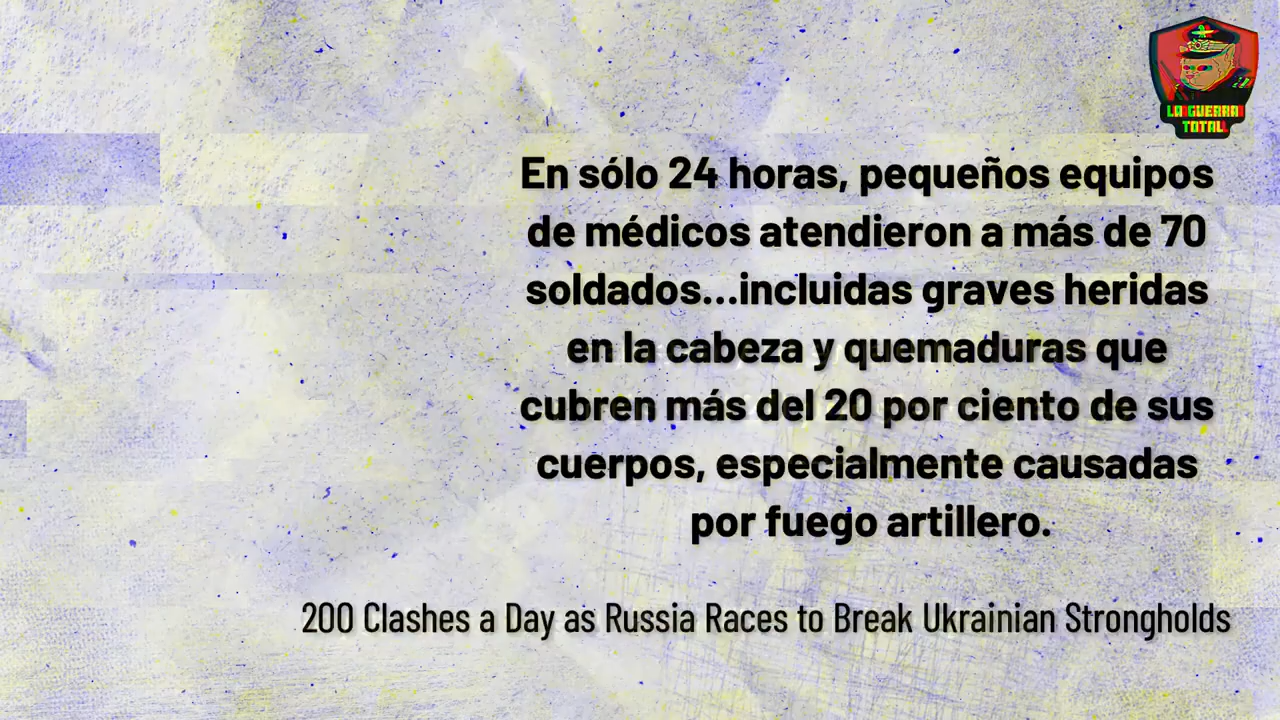 LA GUERRA
TOTAL
En sólo 24 horas, pequeños equipos
de médicos atendieron a más de 70
soldados...incluidas graves heridas
en la cabeza y quemaduras que
cubren más del 20 por ciento de sus
cuerpos, especialmente causadas
por fuego artillero.
200 Clashes a Day as Russia Races to Break Ukrainian Strongholds